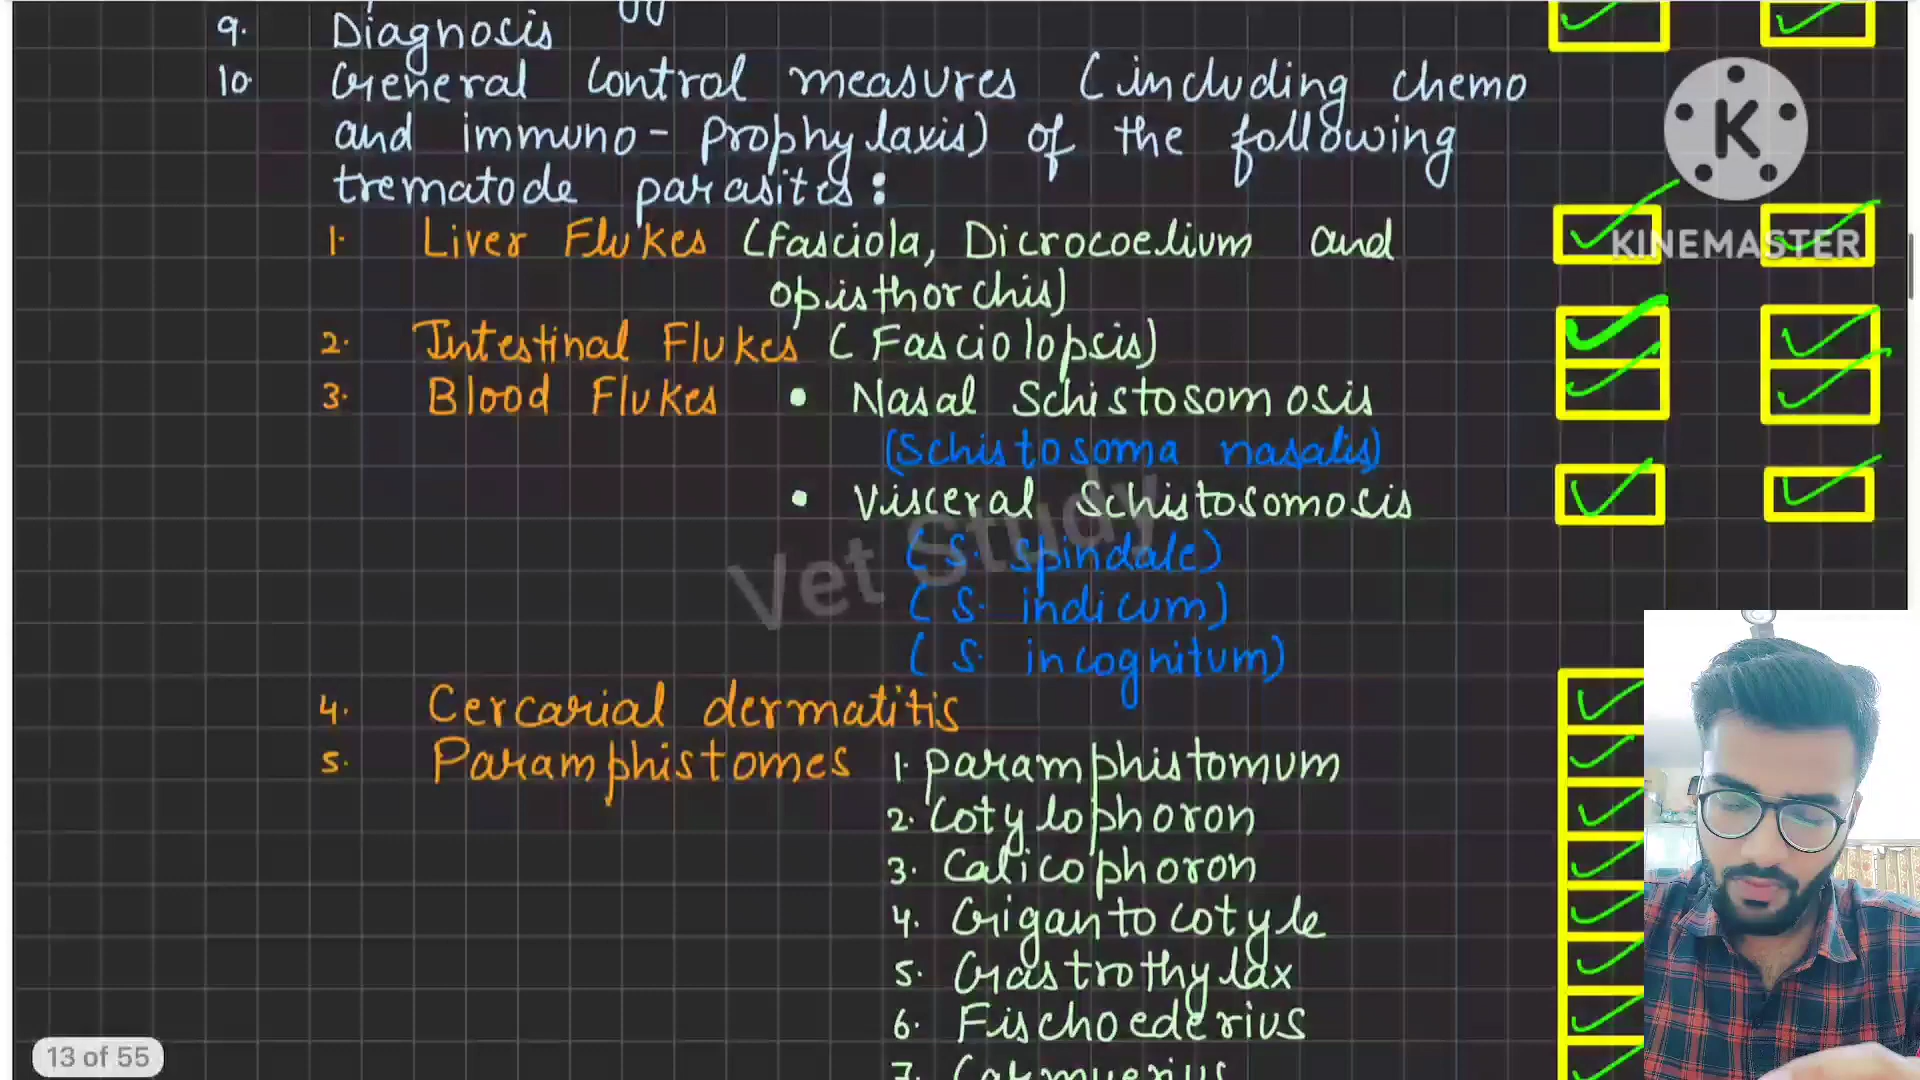 9. Diagnosis
10. General Control measures (including chemo
and immuno-prophylaxis) of the following
trematode parasites:
1. Liver Flukes (Fasciola, Dicrocoelium and
opisthorchis)
2. Intestinal Flukes (Fasciolopsis)
3. Blood Flukes • Nasal Schistosomosis
(Schistosoma nasalis)
• Visceral Schistosomosis
(S. spindale)
(S. indicum)
(S. incognitum)
4. Cercarial dermatitis
5. Paramphistomes 1. paramphistomum
2. Cotylophoron
3. Calicophoron
4. Gigantocotyle
5. Gastrothylax
6. Fischoederius
7. Carmyerius
K
KINEMASTER
Vet Study
13 of 55